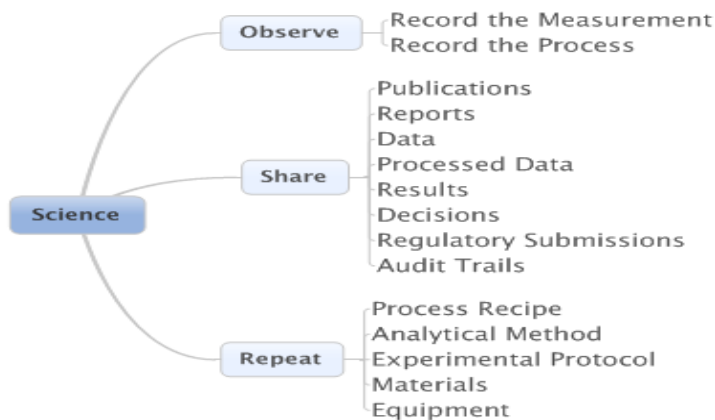 Science
Observe
Record the Measurement
Record the Process
Share
Publications
Reports
Data
Processed Data
Results
Decisions
Regulatory Submissions
Audit Trails
Repeat
Process Recipe
Analytical Method
Experimental Protocol
Materials
Equipment